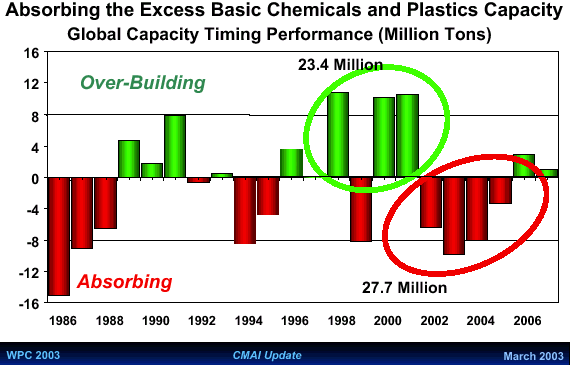 Absorbing the Excess Basic Chemicals and Plastics Capacity
Global Capacity Timing Performance (Million Tons)
16
12
8
4
0
-4
-8
-12
-16
Over-Building
23.4 Million
Absorbing
27.7 Million
1986 1988 1990 1992 1994 1996 1998 2000 2002 2004 2006
WPC 2003 CMAI Update March 2003